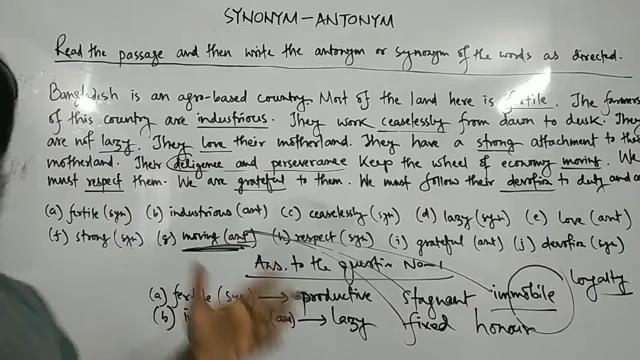 SYNONYM-ANTONYM
Read the passage and then write the antonym or synonym of the words as directed.
Bangladesh is an agro-based country. Most of the land here is fertile. The farmers
of this country are industrious. They work ceaselessly from dawn to dusk. They
are not lazy. They love their motherland. They have a strong attachment to their
motherland. Their diligence and perseverance keep the wheel of economy moving. We
must respect them. We are grateful to them. We must follow their devotion to duty and
(a) fertile (syn) (b) industrious (ant) (c) ceaselessly (syn) (d) lazy (syn) (e) love (ant)
(f) strong (syn) (g) moving (ant) (h) respect (syn) (i) grateful (ant) (j) devotion (syn)
Ans. to the question No-1
(a) fertile (syn) → productive stagnant immobile loyalty
(b) (ant) → lazy fixed honour